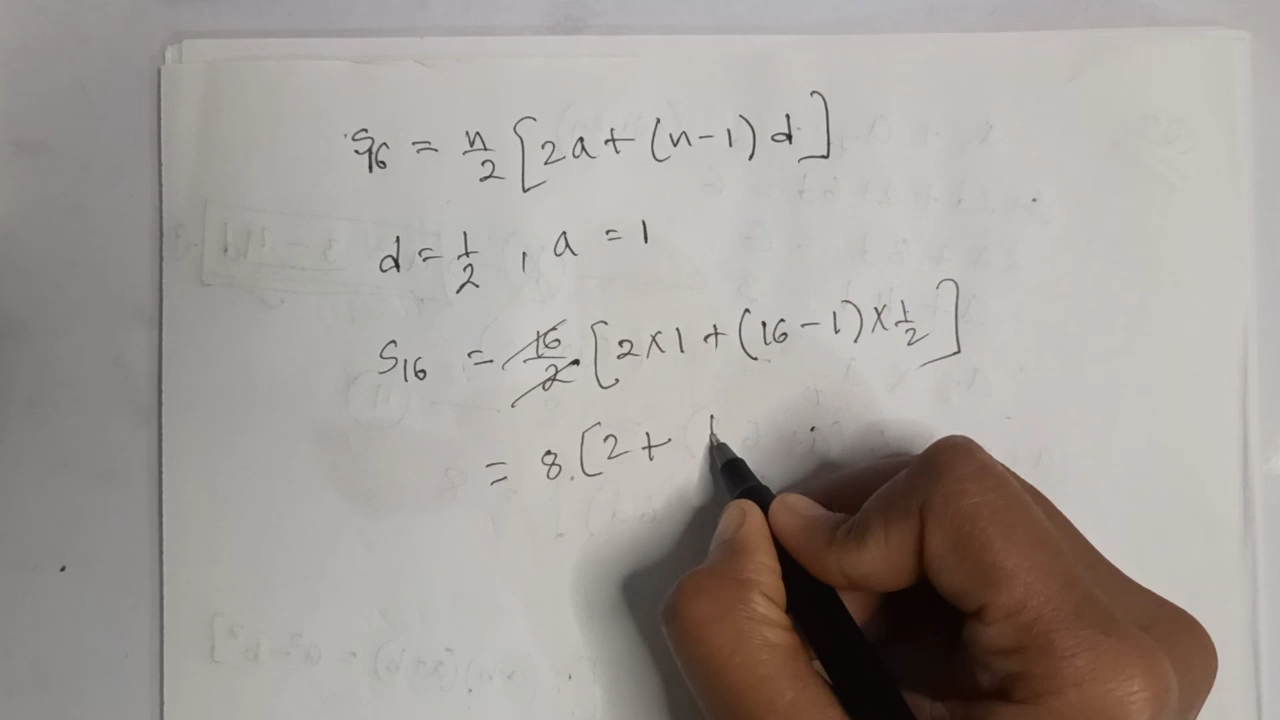 S16 = n/2 [2a + (n-1) d]
d = 1/2 , a = 1
S16 = 16/2 [2×1 + (16-1) × 1/2]
= 8. [2 +